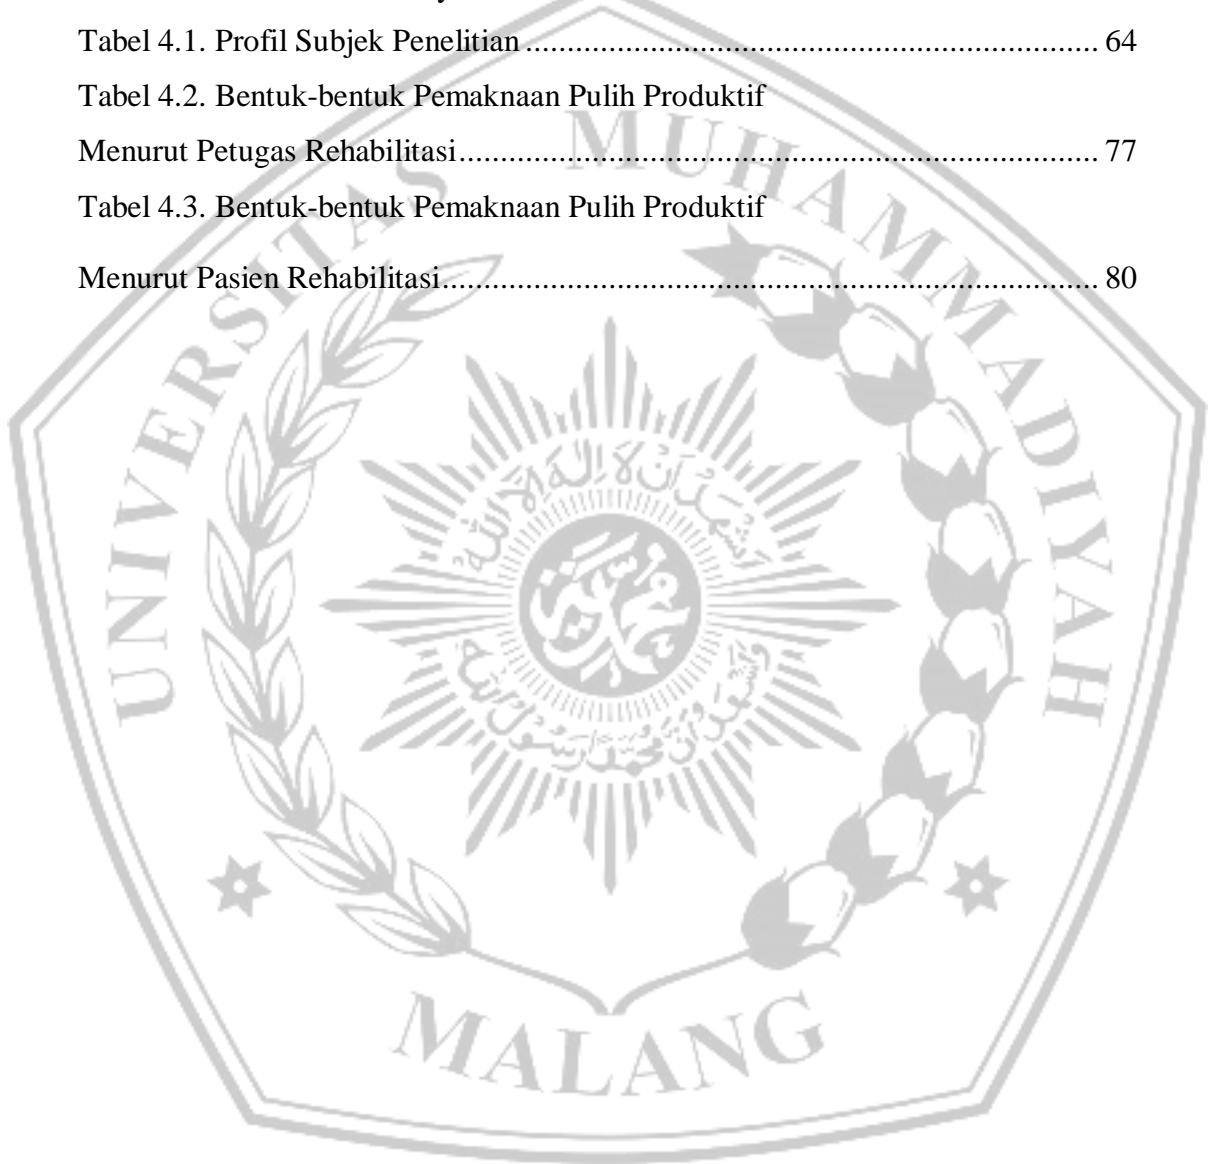 Tabel 4.1. Profil Subjek Penelitian ........................................................................ 64
Tabel 4.2. Bentuk-bentuk Pemaknaan Pulih Produktif
Menurut Petugas Rehabilitasi ................................................................................ 77
Tabel 4.3. Bentuk-bentuk Pemaknaan Pulih Produktif
Menurut Pasien Rehabilitasi .................................................................................. 80
UNIVERSITAS MUHAMMADIYAH
MALANG